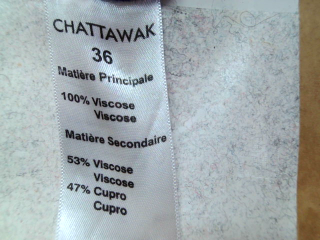 CHATTAWAK
36
Matière Principale
100% Viscose
Viscose
Matière Secondaire
53% Viscose
Viscose
47% Cupro
Cupro